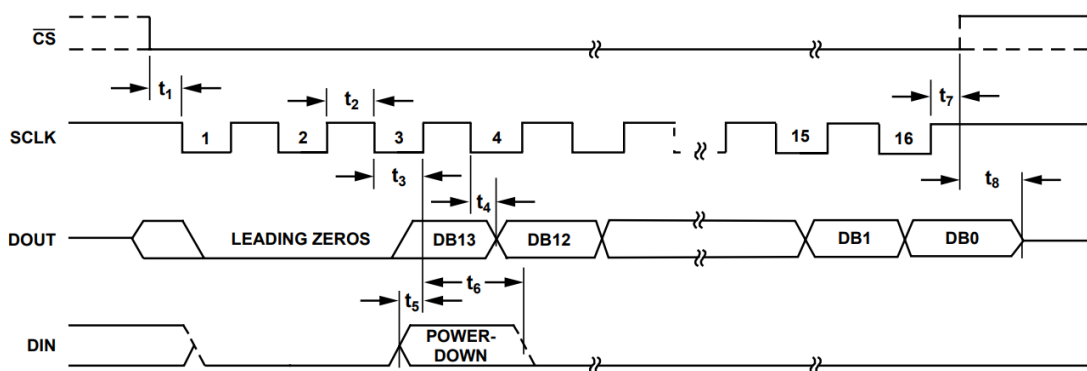 CS
t1
t2
t7
SCLK
1
2
3
4
15
16
t3
t4
t8
DOUT
LEADING ZEROS
DB13
DB12
DB1
DB0
t5
t6
DIN
POWER-
DOWN